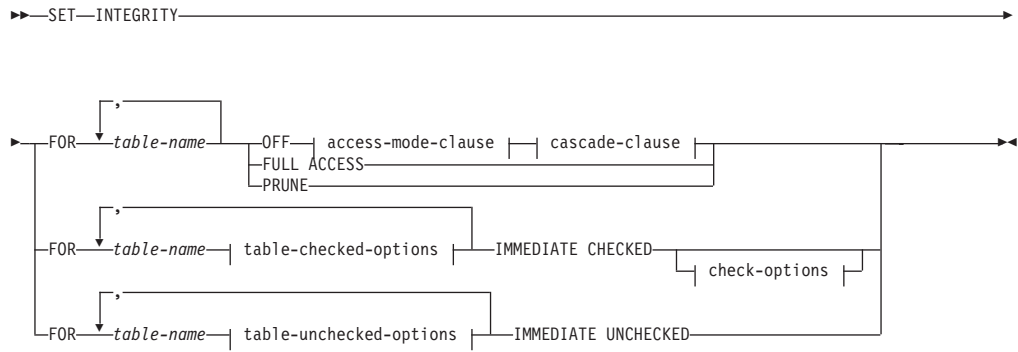 SET INTEGRITY
,
FOR table-name OFF access-mode-clause cascade-clause
FULL ACCESS
PRUNE
,
FOR table-name table-checked-options IMMEDIATE CHECKED
check-options
,
FOR table-name table-unchecked-options IMMEDIATE UNCHECKED